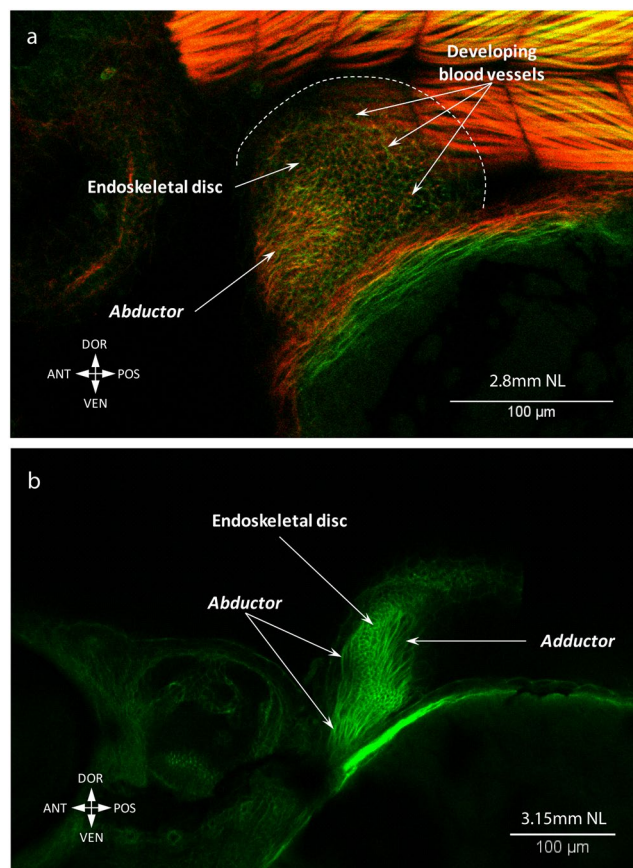 a
Developing
blood vessels
Endoskeletal disc
Abductor
DOR
ANT
POS
VEN
2.8mm NL
100 µm
b
Endoskeletal disc
Abductor
Adductor
DOR
ANT
POS
VEN
3.15mm NL
100 µm